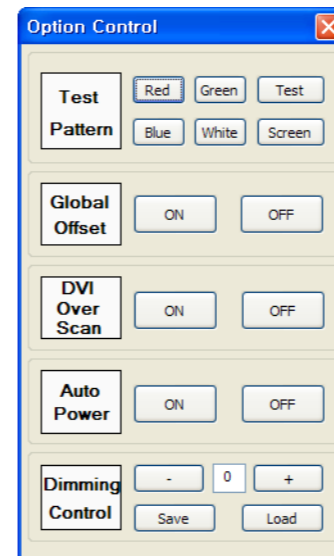 Option Control
Test
Pattern
Red Green Test
Blue White Screen
Global
Offset
ON OFF
DVI
Over
Scan
ON OFF
Auto
Power
ON OFF
Dimming
Control
- 0 +
Save Load